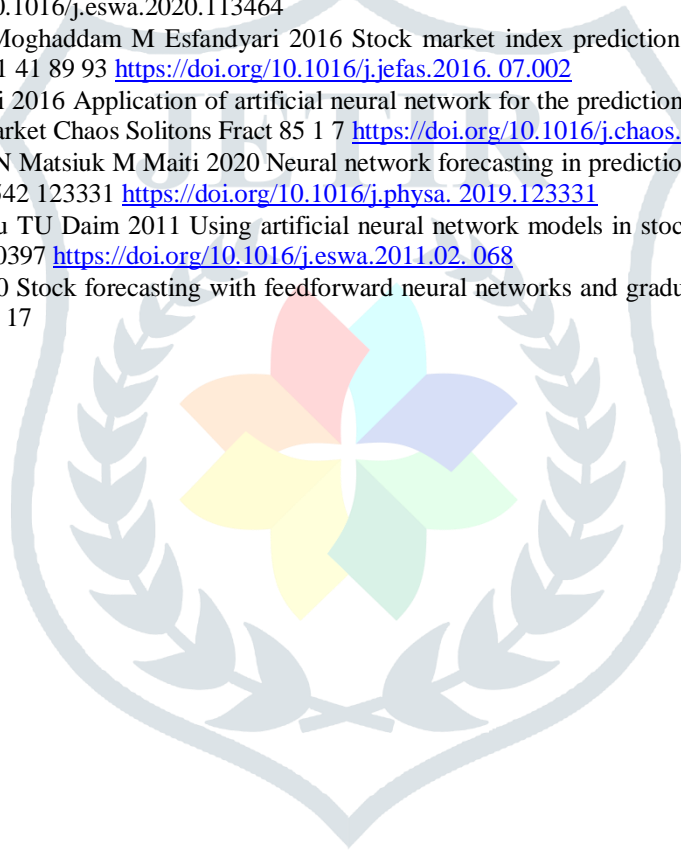 0.1016/j.eswa.2020.113464
Moghaddam M Esfandyari 2016 Stock market index prediction
1 41 89 93 https://doi.org/10.1016/j.jefas.2016. 07.002
i 2016 Application of artificial neural network for the prediction
arket Chaos Solitons Fract 85 1 7 https://doi.org/10.1016/j.chaos.
N Matsiuk M Maiti 2020 Neural network forecasting in prediction
542 123331 https://doi.org/10.1016/j.physa. 2019.123331
u TU Daim 2011 Using artificial neural network models in stoc
0397 https://doi.org/10.1016/j.eswa.2011.02. 068
0 Stock forecasting with feedforward neural networks and gradu
17
JETIR